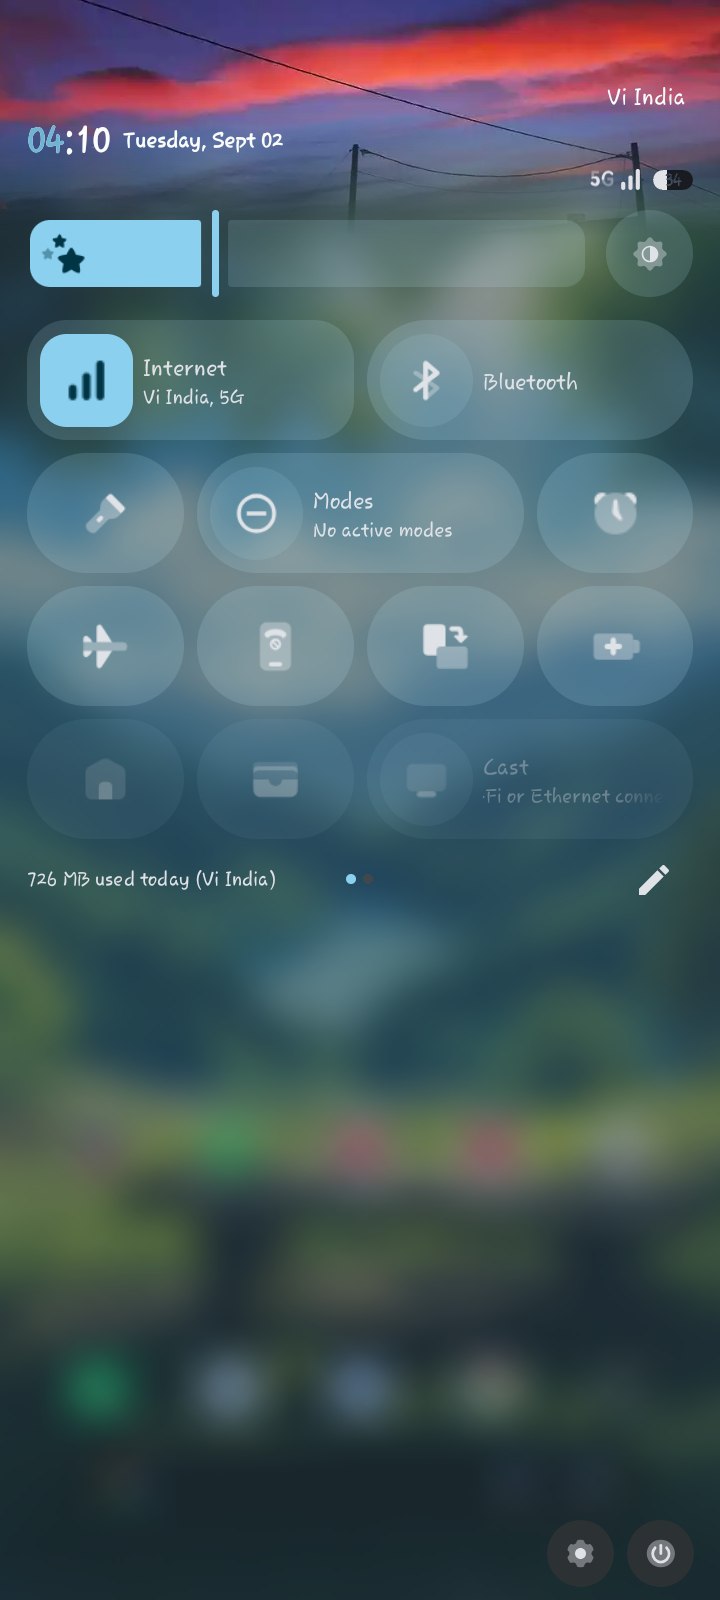 Vi India
04:10 Tuesday, Sept 02
5G 34
Internet
Vi India, 5G
Bluetooth
Modes
No active modes
Cast
-Fi or Ethernet conne
726 MB used today (Vi India)